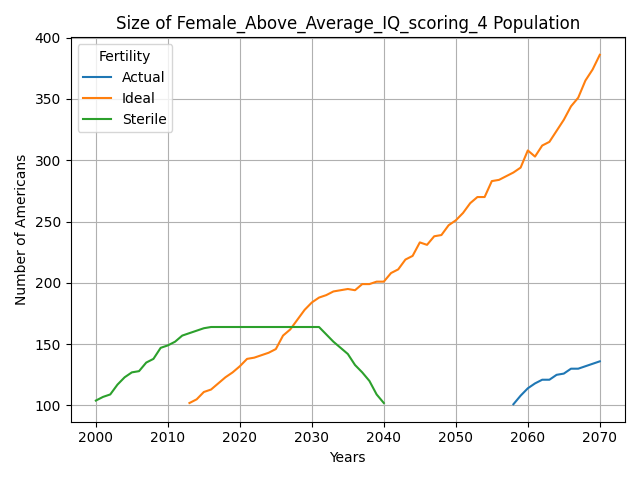 Size of Female_Above_Average_IQ_scoring_4 Population
Fertility
Actual
Ideal
Sterile
Number of Americans
400
350
300
250
200
150
100
2000 2010 2020 2030 2040 2050 2060 2070
Years